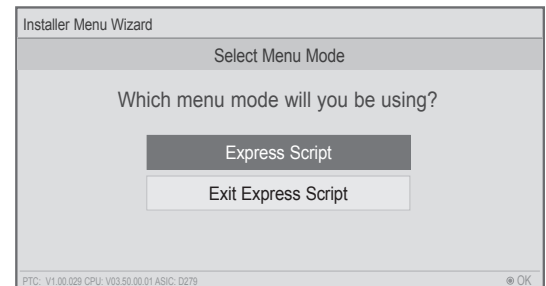 Installer Menu Wizard
Select Menu Mode
Which menu mode will you be using?
Express Script
Exit Express Script
PTC: V1.00.029 CPU: V03.50.00.01 ASIC: D279 OK